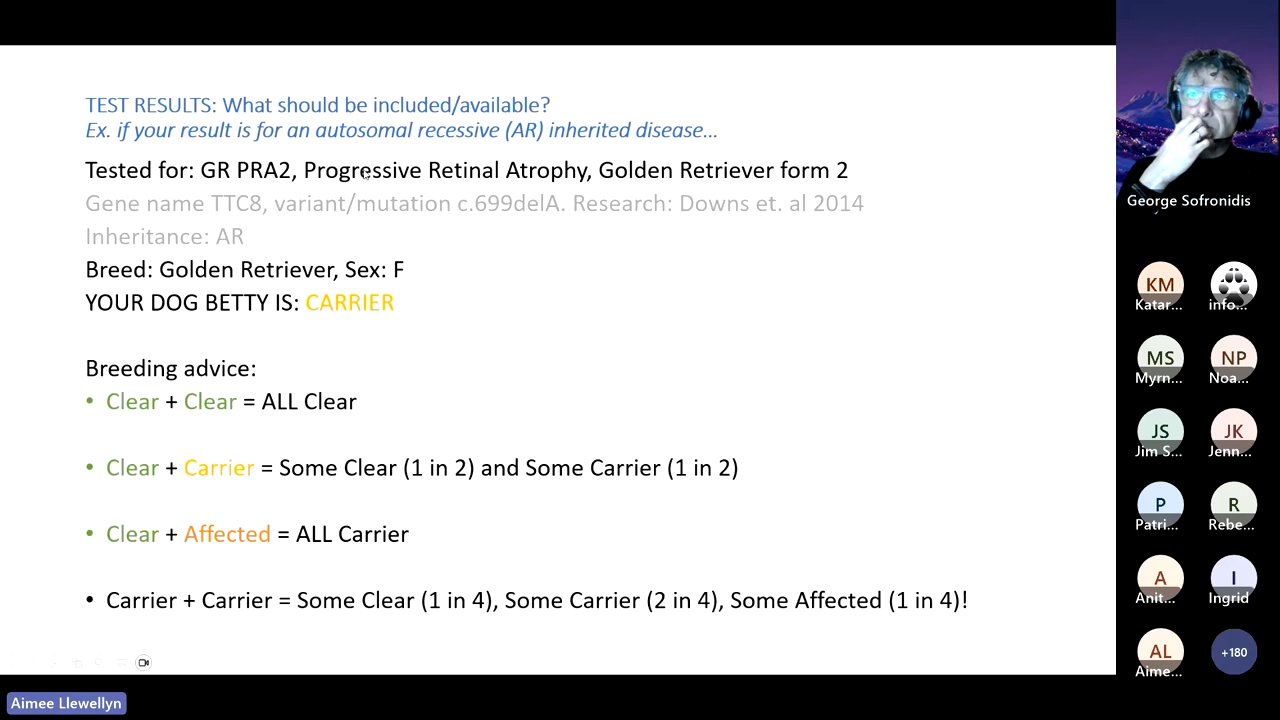 TEST RESULTS: What should be included/available?
Ex. if your result is for an autosomal recessive (AR) inherited disease...
Tested for: GR PRA2, Progressive Retinal Atrophy, Golden Retriever form 2
Gene name TTC8, variant/mutation c.699delA. Research: Downs et. al 2014
Inheritance: AR
Breed: Golden Retriever, Sex: F
YOUR DOG BETTY IS: CARRIER
Breeding advice:
• Clear + Clear = ALL Clear
• Clear + Carrier = Some Clear (1 in 2) and Some Carrier (1 in 2)
• Clear + Affected = ALL Carrier
• Carrier + Carrier = Some Clear (1 in 4), Some Carrier (2 in 4), Some Affected (1 in 4)!
Aimee Llewellyn
George Sofronidis
KM
Katar...
info...
MS
Myrn...
NP
Noa...
JS
Jim S...
JK
Jenn...
P
Patri...
R
Rebe...
A
Anit...
I
Ingrid
AL
Aime...
+180